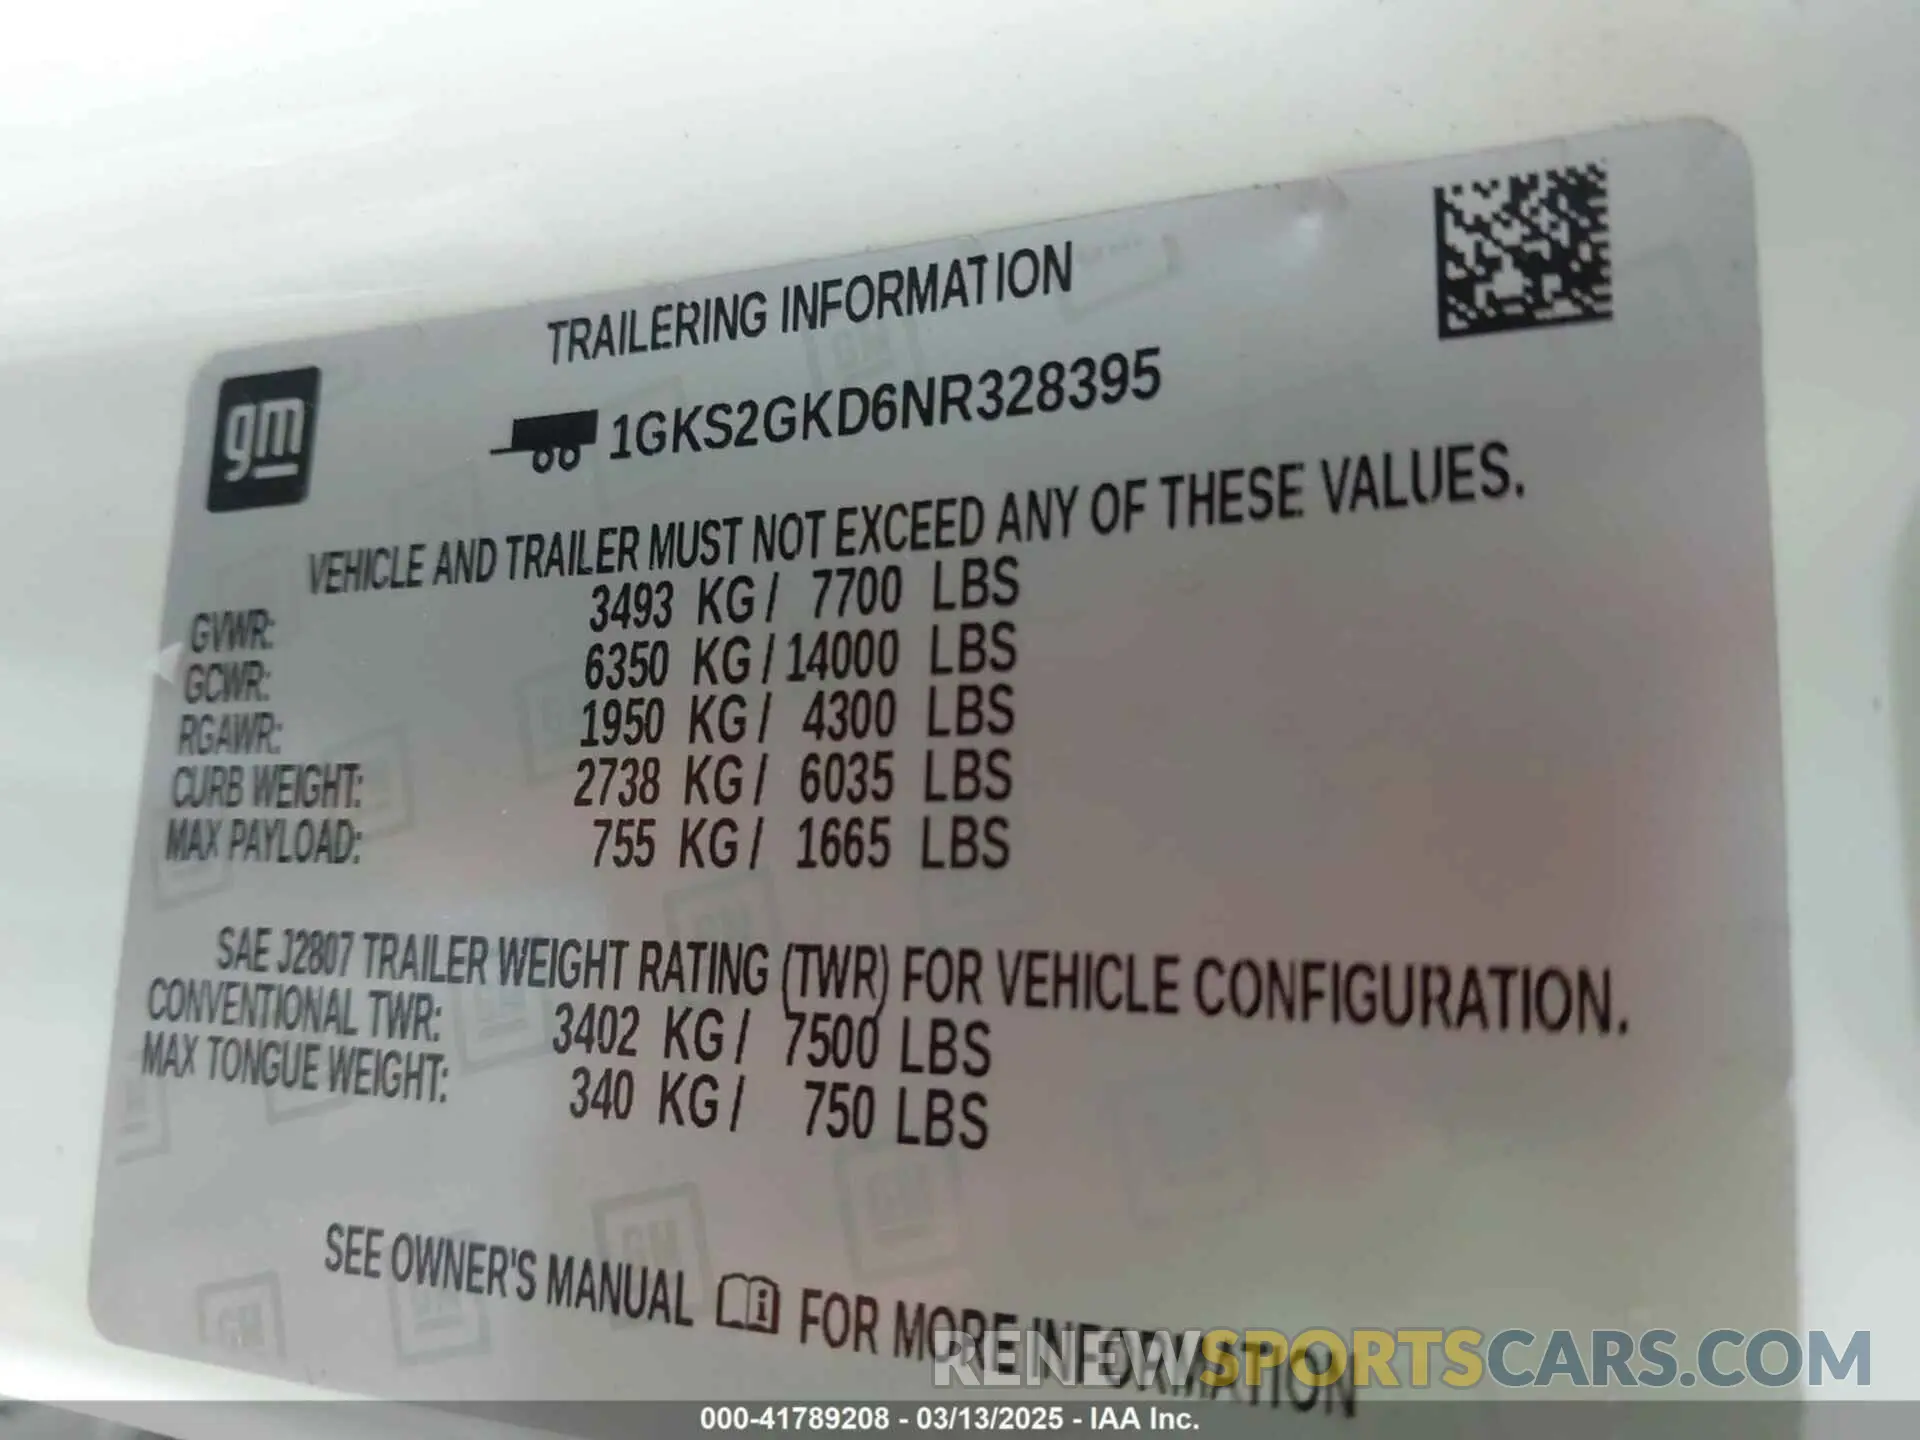 TRAILERING INFORMATION
gm
1GKS2GKD6NR328395
VEHICLE AND TRAILER MUST NOT EXCEED ANY OF THESE VALUES.
GVWR: 3493 KG / 7700 LBS
GCWR: 6350 KG / 14000 LBS
RGAWR: 1950 KG / 4300 LBS
CURB WEIGHT: 2738 KG / 6035 LBS
MAX PAYLOAD: 755 KG / 1665 LBS
SAE J2807 TRAILER WEIGHT RATING (TWR) FOR VEHICLE CONFIGURATION.
CONVENTIONAL TWR: 3402 KG / 7500 LBS
MAX TONGUE WEIGHT: 340 KG / 750 LBS
SEE OWNER'S MANUAL FOR MORE INFORMATION
RENEWSPORTSCARS.COM
000-41789208 - 03/13/2025 - IAA Inc.